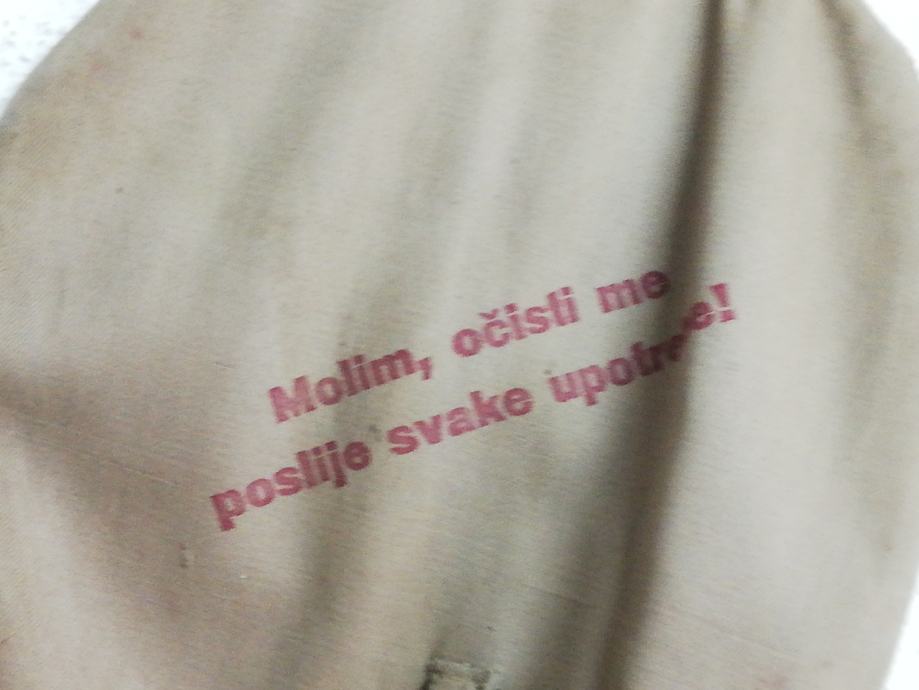 Molim, očisti me
poslije svake upotrebe!